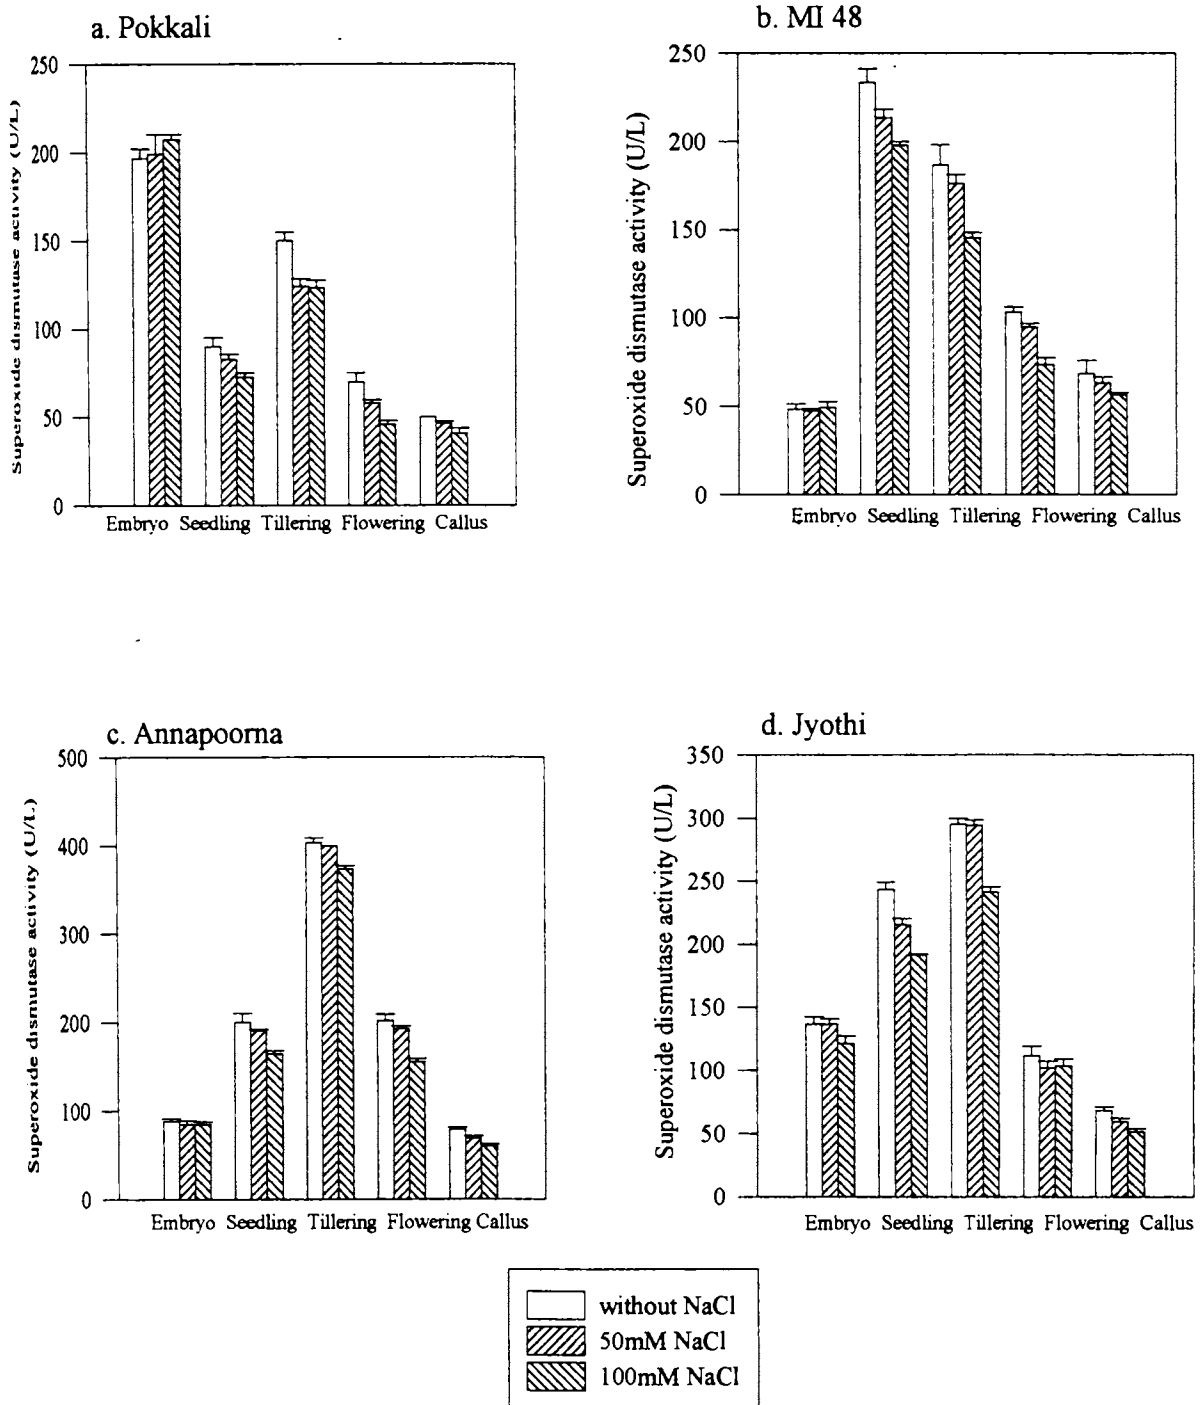 a. Pokkali
250
200
150
100
50
0
Superoxide dismutase activity (U/L)
Embryo Seedling Tillering Flowering Callus
b. MI 48
250
200
150
100
50
0
Superoxide dismutase activity (U/L)
Embryo Seedling Tillering Flowering Callus
c. Annapoorna
500
400
300
200
100
0
Superoxide dismutase activity (U/L)
Embryo Seedling Tillering Flowering Callus
d. Jyothi
350
300
250
200
150
100
50
0
Superoxide dismutase activity (U/L)
Embryo Seedling Tillering Flowering Callus
without NaCl
50mM NaCl
100mM NaCl